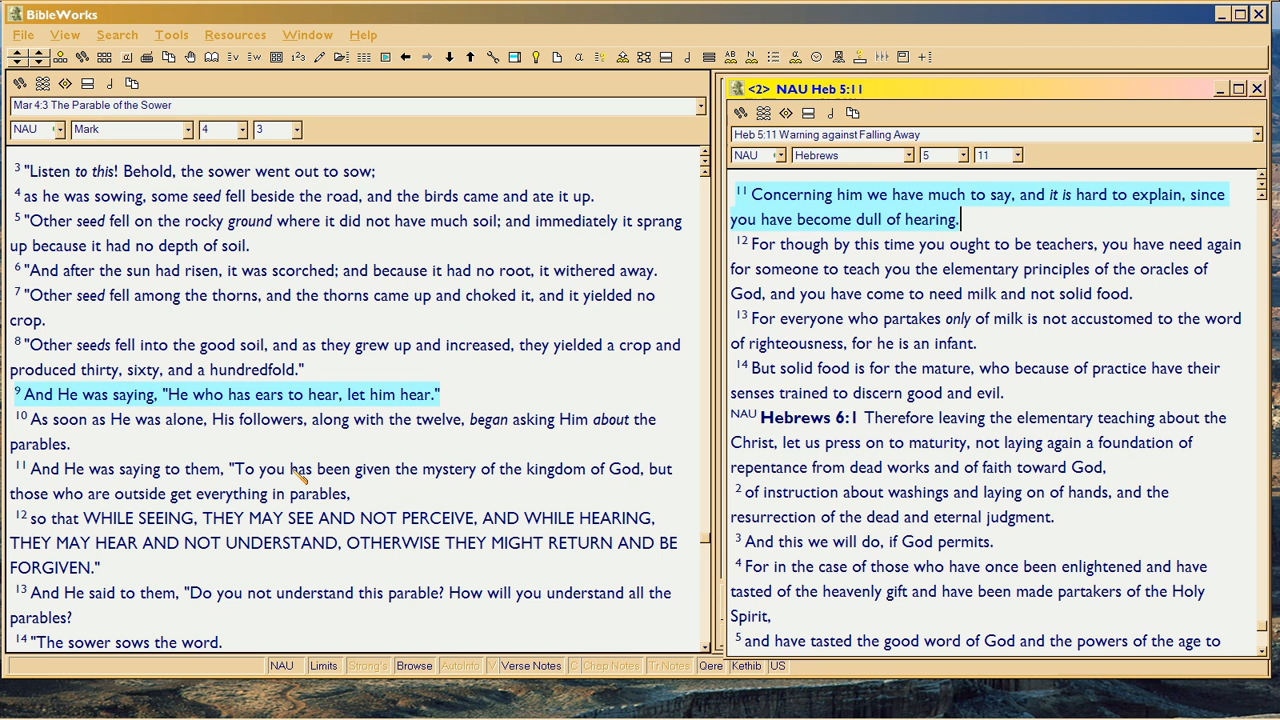 BibleWorks
File View Search Tools Resources Window Help
Mar 4:3 The Parable of the Sower
NAU Mark 4 3
3 "Listen to this! Behold, the sower went out to sow;
4 as he was sowing, some seed fell beside the road, and the birds came and ate it up.
5 "Other seed fell on the rocky ground where it did not have much soil; and immediately it sprang
up because it had no depth of soil.
6 "And after the sun had risen, it was scorched; and because it had no root, it withered away.
7 "Other seed fell among the thorns, and the thorns came up and choked it, and it yielded no
crop.
8 "Other seeds fell into the good soil, and as they grew up and increased, they yielded a crop and
produced thirty, sixty, and a hundredfold."
9 And He was saying, "He who has ears to hear, let him hear."
10 As soon as He was alone, His followers, along with the twelve, began asking Him about the
parables.
11 And He was saying to them, "To you has been given the mystery of the kingdom of God, but
those who are outside get everything in parables,
12 so that WHILE SEEING, THEY MAY SEE AND NOT PERCEIVE, AND WHILE HEARING,
THEY MAY HEAR AND NOT UNDERSTAND, OTHERWISE THEY MIGHT RETURN AND BE
FORGIVEN."
13 And He said to them, "Do you not understand this parable? How will you understand all the
parables?
14 "The sower sows the word.
<2> NAU Heb 5:11
Heb 5:11 Warning against Falling Away
NAU Hebrews 5 11
11 Concerning him we have much to say, and it is hard to explain, since
you have become dull of hearing.
12 For though by this time you ought to be teachers, you have need again
for someone to teach you the elementary principles of the oracles of
God, and you have come to need milk and not solid food.
13 For everyone who partakes only of milk is not accustomed to the word
of righteousness, for he is an infant.
14 But solid food is for the mature, who because of practice have their
senses trained to discern good and evil.
NAU Hebrews 6:1 Therefore leaving the elementary teaching about the
Christ, let us press on to maturity, not laying again a foundation of
repentance from dead works and of faith toward God,
2 of instruction about washings and laying on of hands, and the
resurrection of the dead and eternal judgment.
3 And this we will do, if God permits.
4 For in the case of those who have once been enlightened and have
tasted of the heavenly gift and have been made partakers of the Holy
Spirit,
5 and have tasted the good word of God and the powers of the age to
NAU Limits Strong's Browse AutoInfo V Verse Notes C Chap Notes Tr Notes Qere Kethib US